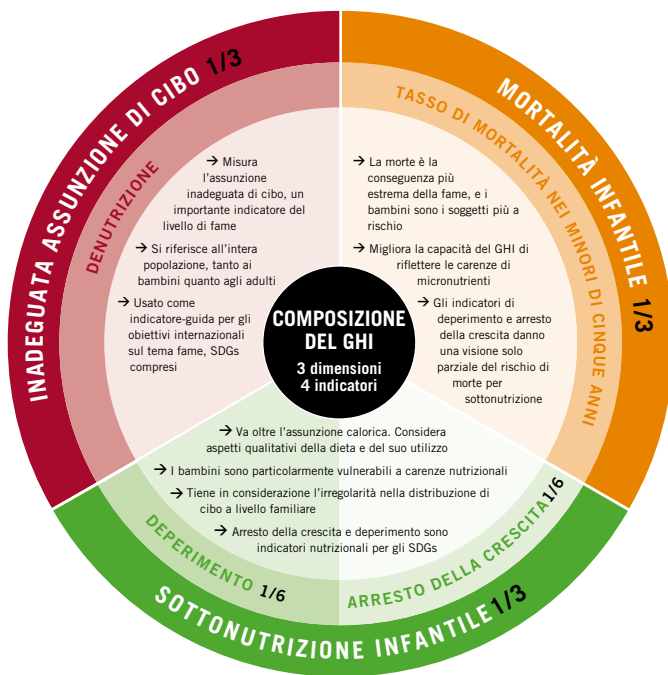 INADEGUATA ASSUNZIONE DI CIBO 1/3
DENUTRIZIONE
→ Misura
l'assunzione
inadeguata di cibo, un
importante indicatore del
livello di fame
→ Si riferisce all'intera
popolazione, tanto ai
bambini quanto agli adulti
→ Usato come
indicatore-guida per gli
obiettivi internazionali
sul tema fame, SDGs
compresi
MORTALITÀ INFANTILE 1/3
TASSO DI MORTALITÀ NEI MINORI DI CINQUE ANNI
→ La morte è la
conseguenza più
estrema della fame, e i
bambini sono i soggetti più a
rischio
→ Migliora la capacità del GHI di
riflettere le carenze di
micronutrienti
→ Gli indicatori di
deperimento e arresto
della crescita danno
una visione solo
parziale del rischio di
morte per
sottonutrizione
COMPOSIZIONE
DEL GHI
3 dimensioni
4 indicatori
→ Va oltre l'assunzione calorica. Considera
aspetti qualitativi della dieta e del suo utilizzo
→ I bambini sono particolarmente vulnerabili a carenze nutrizionali
→ Tiene in considerazione l'irregolarità nella distribuzione di
cibo a livello familiare
→ Arresto della crescita e deperimento sono
indicatori nutrizionali per gli SDGs
DEPERIMENTO 1/6
ARRESTO DELLA CRESCITA 1/6
SOTTONUTRIZIONE INFANTILE 1/3